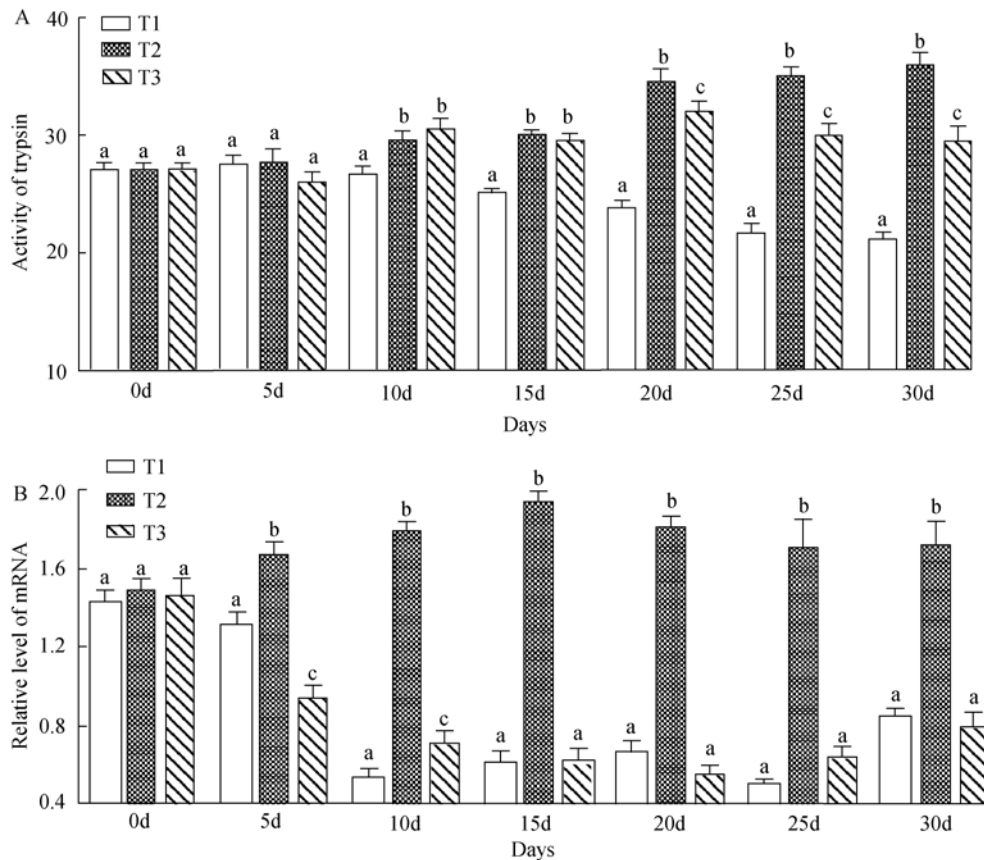 A
40
T1
T2
T3
b
b
b
b
c
b
b
b
c
c
30
a
a
a
a
a
a
a
a
a
a
a
20
10
Activity of trypsin
0d 5d 10d 15d 20d 25d 30d
Days
B
T1
T2
T3
2.0
b
b
b
b
b
b
1.6
a
a
a
a
1.2
c
0.8
a
c
a
a
a
a
a
a
a
a
0.4
Relative level of mRNA
0d 5d 10d 15d 20d 25d 30d
Days